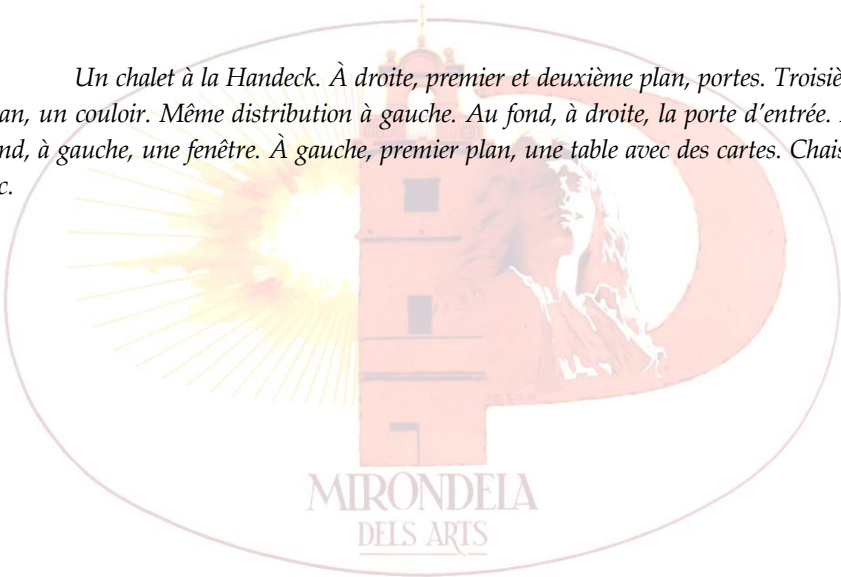 Un chalet à la Handeck. À droite, premier et deuxième plan, portes.
un couloir. Même distribution à gauche. Au fond, à droite, la porte d’entrée.
à gauche, une fenêtre. À gauche, premier plan, une table avec des cartes.
MIRONDELA
DELS ARTS